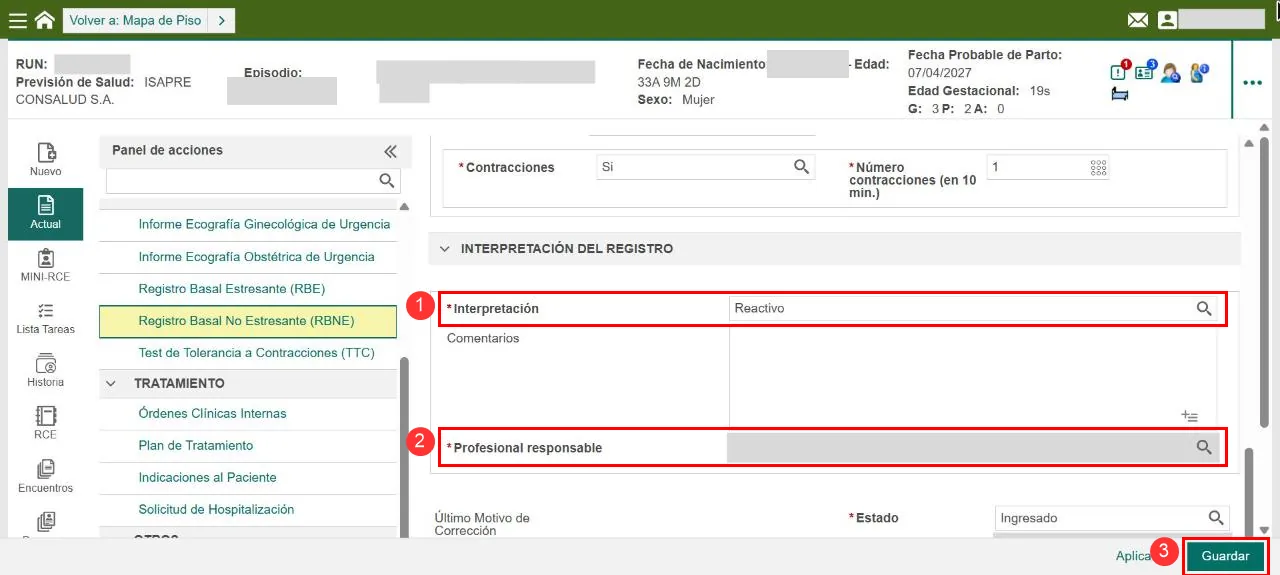 Volver a: Mapa de Piso
RUN:
Previsión de Salud: ISAPRE
CONSALUD S.A.
Episodio:
Fecha de Nacimiento
- Edad:
33A 9M 2D
Sexo: Mujer
Fecha Probable de Parto:
07/04/2027
Edad Gestacional: 19s
G: 3 P: 2 A: 0
1
3
Nuevo
Actual
MINI-RCE
Lista Tareas
Historia
RCE
Encuentros
Panel de acciones
Informe Ecografía Ginecológica de Urgencia
Informe Ecografía Obstétrica de Urgencia
Registro Basal Estresante (RBE)
Registro Basal No Estresante (RBNE)
Test de Tolerancia a Contracciones (TTC)
TRATAMIENTO
Órdenes Clínicas Internas
Plan de Tratamiento
Indicaciones al Paciente
Solicitud de Hospitalización
OTROS
* Contracciones Si
* Número
contracciones (en 10
min.)
1
INTERPRETACIÓN DEL REGISTRO
1
* Interpretación Reactivo
Comentarios
2
* Profesional responsable
Último Motivo de
Corrección
* Estado Ingresado
Aplica
3
Guardar